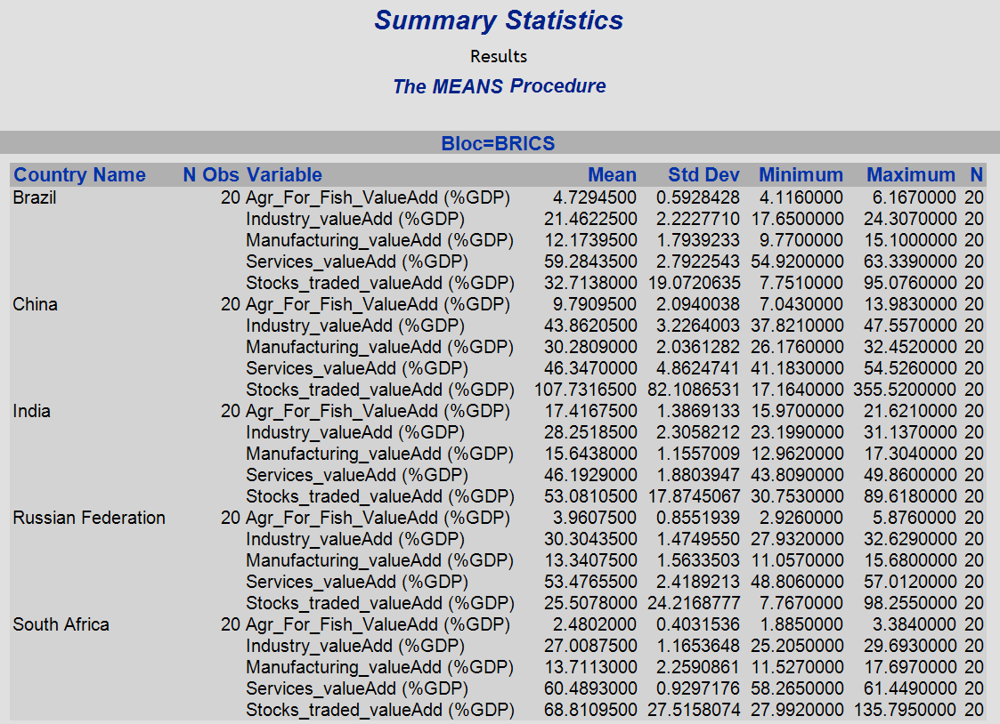 Summary Statistics
Results
The MEANS Procedure
Bloc=BRICS
Country Name N Obs Variable Mean Std Dev Minimum Maximum N
Brazil 20 Agr_For_Fish_ValueAdd (%GDP) 4.7294500 0.5928428 4.1160000 6.1670000 20
Industry_valueAdd (%GDP) 21.4622500 2.2227710 17.6500000 24.3070000 20
Manufacturing_valueAdd (%GDP) 12.1739500 1.7939233 9.7700000 15.1000000 20
Services_valueAdd (%GDP) 59.2843500 2.7922543 54.9200000 63.3390000 20
Stocks_traded_valueAdd (%GDP) 32.7138000 19.0720635 7.7510000 95.0760000 20
China 20 Agr_For_Fish_ValueAdd (%GDP) 9.7909500 2.0940038 7.0430000 13.9830000 20
Industry_valueAdd (%GDP) 43.8620500 3.2264003 37.8210000 47.5570000 20
Manufacturing_valueAdd (%GDP) 30.2809000 2.0361282 26.1760000 32.4520000 20
Services_valueAdd (%GDP) 46.3470000 4.8624741 41.1830000 54.5260000 20
Stocks_traded_valueAdd (%GDP) 107.7316500 82.1086531 17.1640000 355.5200000 20
India 20 Agr_For_Fish_ValueAdd (%GDP) 17.4167500 1.3869133 15.9700000 21.6210000 20
Industry_valueAdd (%GDP) 28.2518500 2.3058212 23.1990000 31.1370000 20
Manufacturing_valueAdd (%GDP) 15.6438000 1.1557009 12.9620000 17.3040000 20
Services_valueAdd (%GDP) 46.1929000 1.8803947 43.8090000 49.8600000 20
Stocks_traded_valueAdd (%GDP) 53.0810500 17.8745067 30.7530000 89.6180000 20
Russian Federation 20 Agr_For_Fish_ValueAdd (%GDP) 3.9607500 0.8551939 2.9260000 5.8760000 20
Industry_valueAdd (%GDP) 30.3043500 1.4749550 27.9320000 32.6290000 20
Manufacturing_valueAdd (%GDP) 13.3407500 1.5633503 11.0570000 15.6800000 20
Services_valueAdd (%GDP) 53.4765500 2.4189213 48.8060000 57.0120000 20
Stocks_traded_valueAdd (%GDP) 25.5078000 24.2168777 7.7670000 98.2550000 20
South Africa 20 Agr_For_Fish_ValueAdd (%GDP) 2.4802000 0.4031536 1.8850000 3.3840000 20
Industry_valueAdd (%GDP) 27.0087500 1.1653648 25.2050000 29.6930000 20
Manufacturing_valueAdd (%GDP) 13.7113000 2.2590861 11.5270000 17.6970000 20
Services_valueAdd (%GDP) 60.4893000 0.9297176 58.2650000 61.4490000 20
Stocks_traded_valueAdd (%GDP) 68.8109500 27.5158074 27.9920000 135.7950000 20